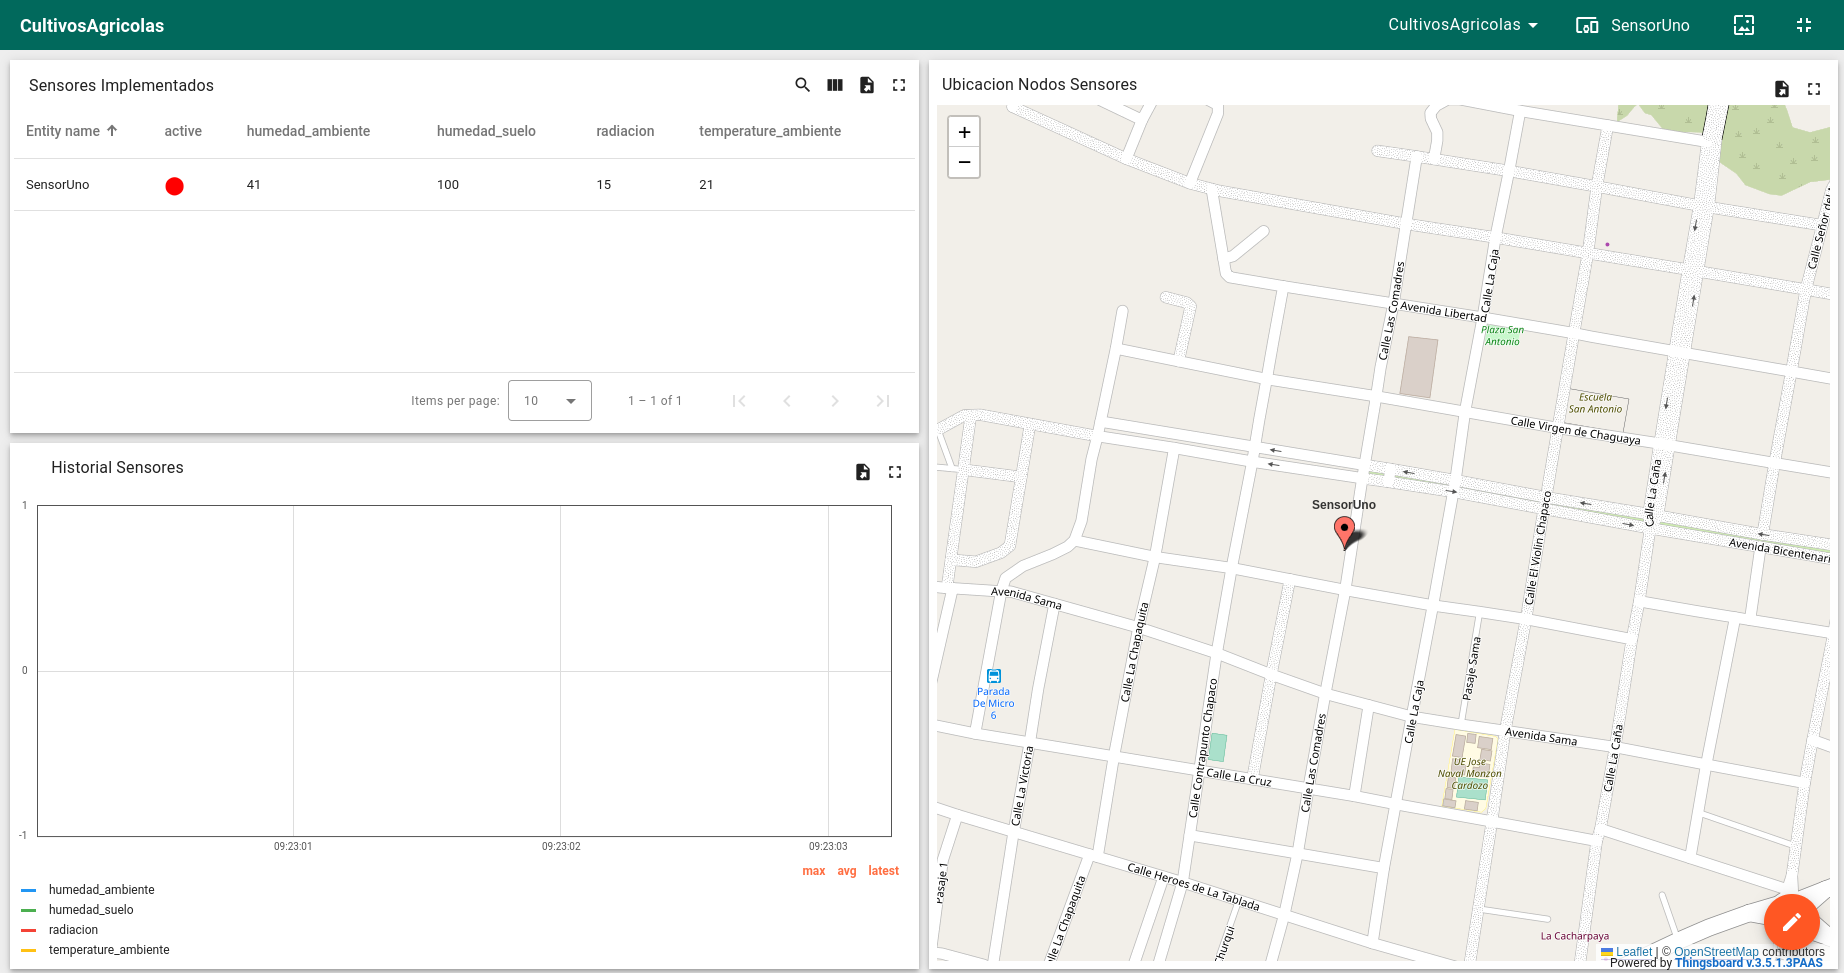 CultivosAgricolas
CultivosAgricolas
SensorUno
Sensores Implementados
Entity name active humedad_ambiente humedad_suelo radiacion temperature_ambiente
SensorUno 41 100 15 21
Items per page: 10 1 – 1 of 1
Historial Sensores
1
0
-1
09:23:01 09:23:02 09:23:03
max avg latest
humedad_ambiente
humedad_suelo
radiacion
temperature_ambiente
Ubicacion Nodos Sensores
+
−
Calle Las Comadres
Calle La Caja
Avenida Libertad
Plaza San
Antonio
Escuela
San Antonio
Calle Virgen de Chaguaya
Calle La Caña
SensorUno
Calle El Violin Chapaco
Avenida Bicentenari
Avenida Sama
Calle La Chapaquita
Pasaje Sama
Parada
De Micro
6
Calle Contrapunto Chapaco
Calle La Caja
Calle Las Comadres
Avenida Sama
Calle La Caña
Calle La Victoria
Calle La Cruz
UE Jose
Naval Monzon
Cardozo
Pasaje 1
Calle Heroes de La Tablada
lle La Chapaquita
hurqui
La Cacharpaya
Leaflet | © OpenStreetMap contributors
Powered by Thingsboard v.3.5.1.3PAAS